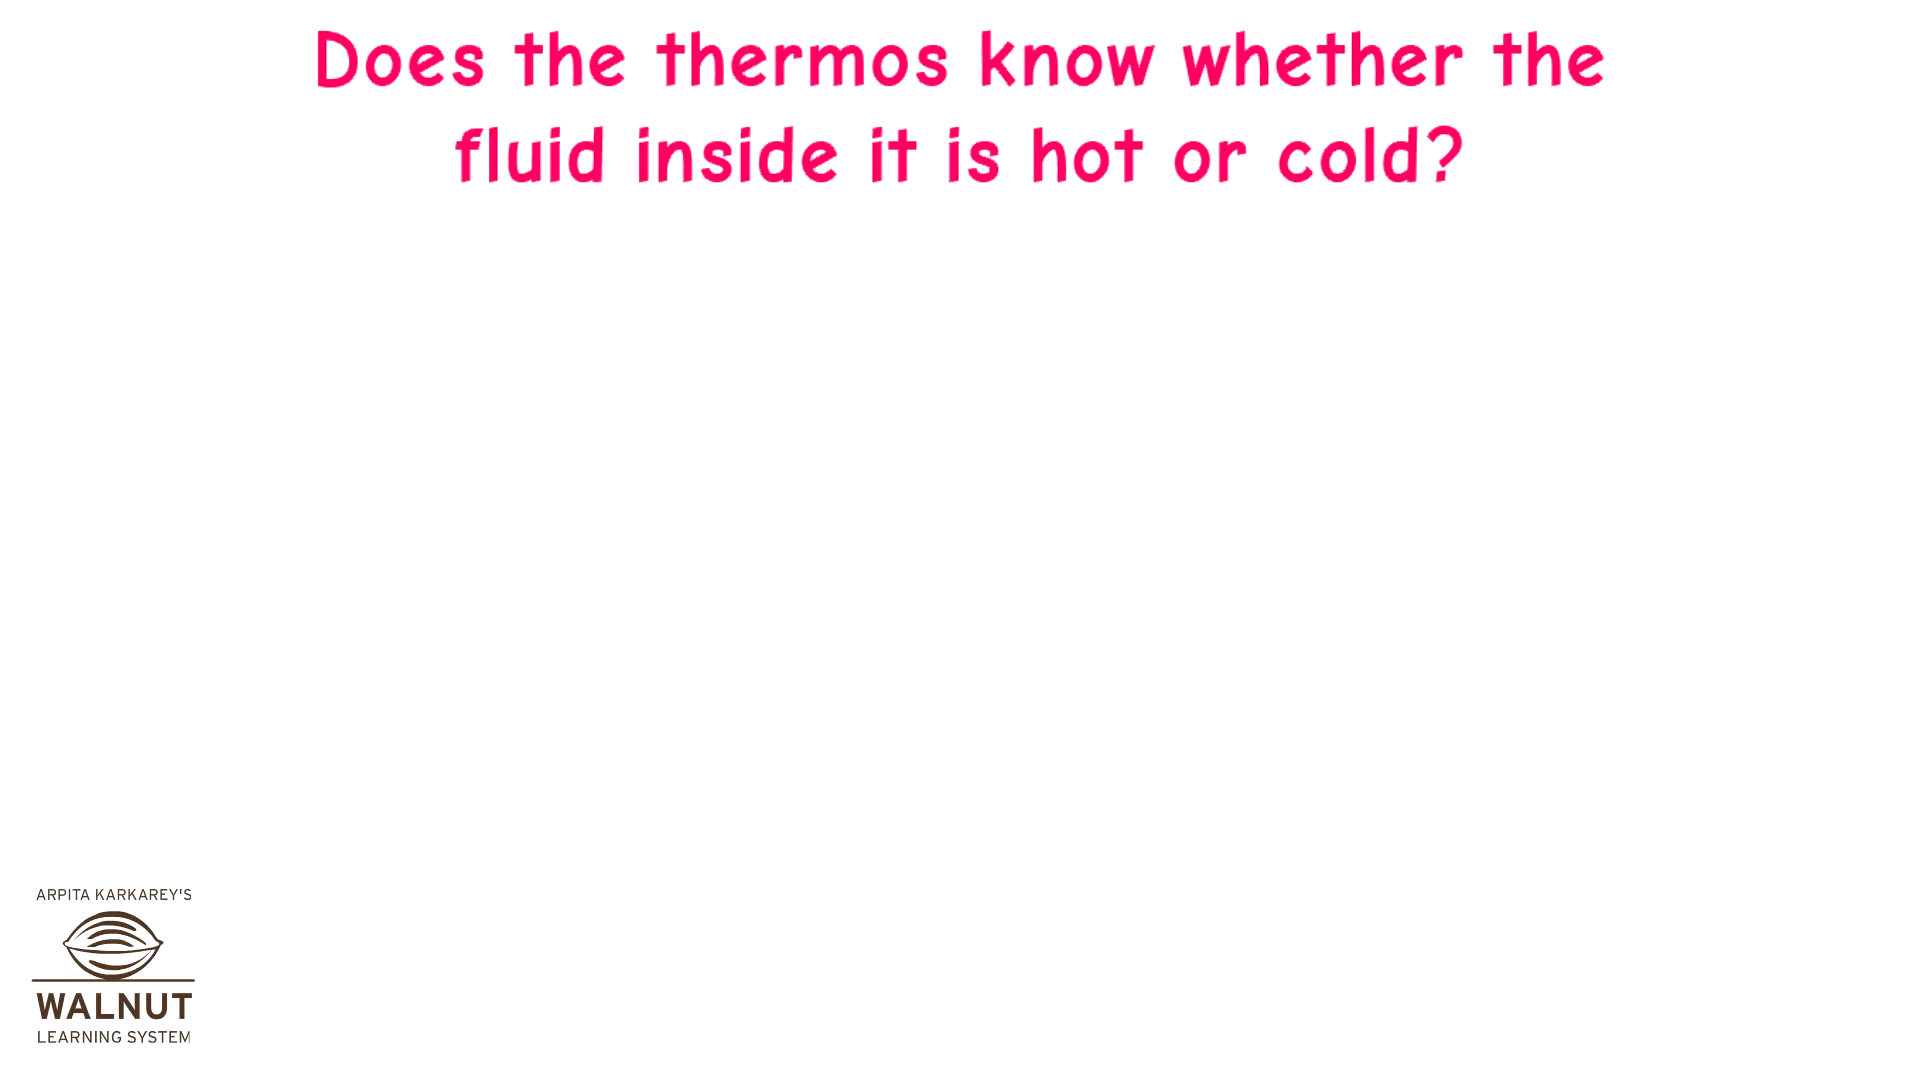 Does the thermos know whether the
fluid inside it is hot or cold?
ARPITA KARKAREY'S
WALNUT
LEARNING SYSTEM